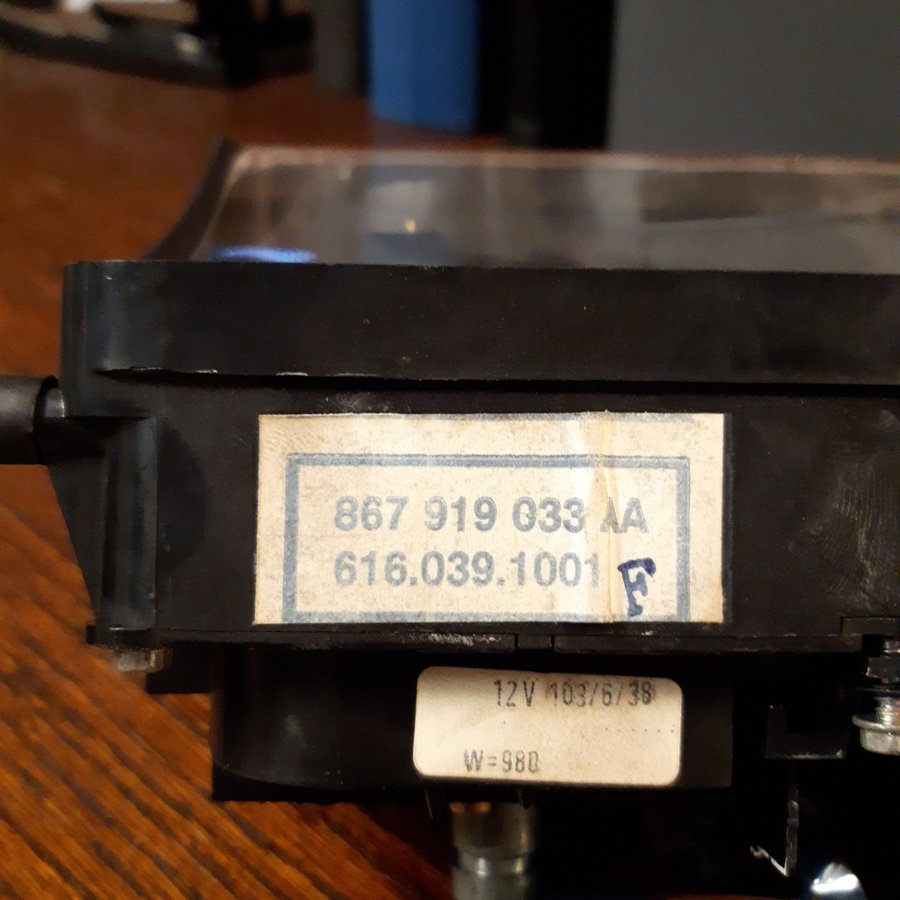 867 919 033 AA
616.039.1001 F
12V 103/6/38
W=980